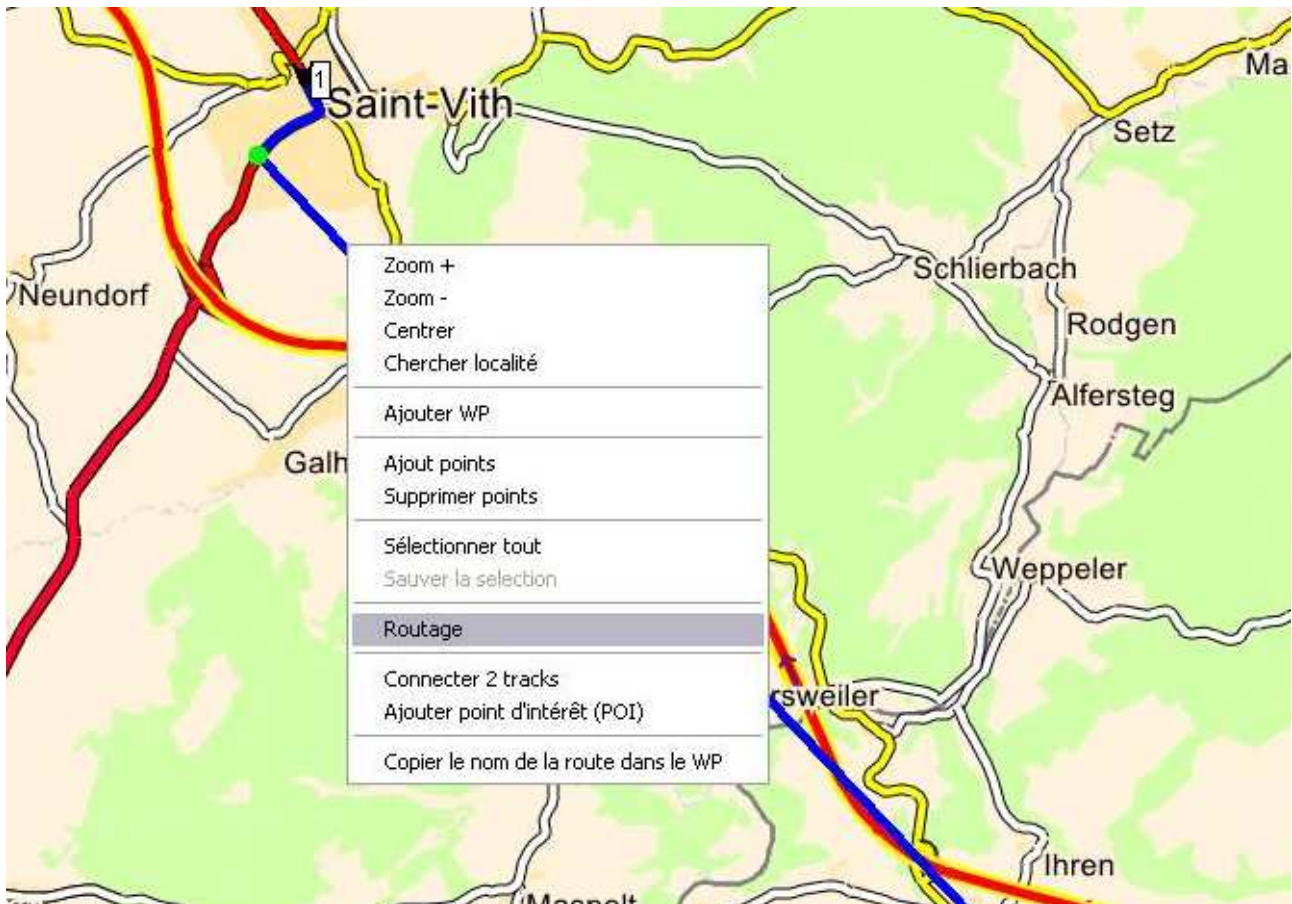 Ma
1
Saint-Vith
Setz
Neundorf
Schlierbach
Rodgen
Alfersteg
Galh
Weppeler
rsweiler
Ihren
Zoom +
Zoom -
Centrer
Chercher localité
Ajouter WP
Ajout points
Supprimer points
Sélectionner tout
Sauver la selection
Routage
Connecter 2 tracks
Ajouter point d'intérêt (POI)
Copier le nom de la route dans le WP